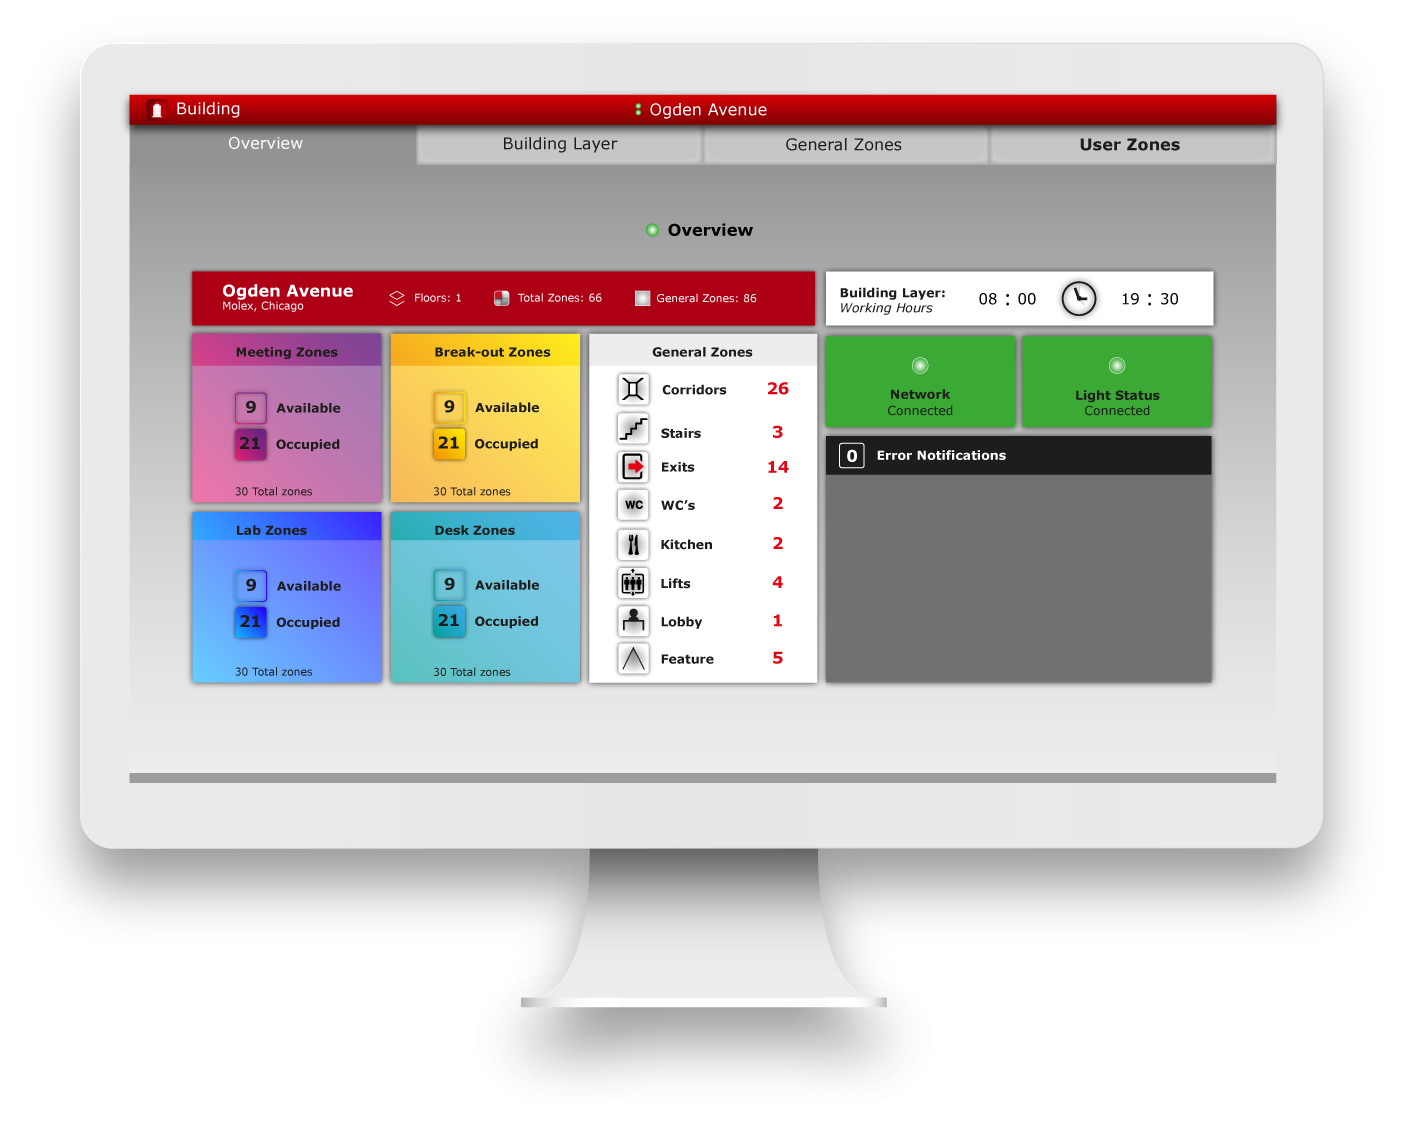 Building
Ogden Avenue
Overview
Building Layer
General Zones
User Zones
Overview
Ogden Avenue
Molex, Chicago
Floors: 1
Total Zones: 66
General Zones: 86
Building Layer:
Working Hours
08 : 00
19 : 30
Meeting Zones
9 Available
21 Occupied
30 Total zones
Break-out Zones
9 Available
21 Occupied
30 Total zones
Lab Zones
9 Available
21 Occupied
30 Total zones
Desk Zones
9 Available
21 Occupied
30 Total zones
General Zones
Corridors 26
Stairs 3
Exits 14
WC WC's 2
Kitchen 2
Lifts 4
Lobby 1
Feature 5
Network
Connected
Light Status
Connected
0 Error Notifications